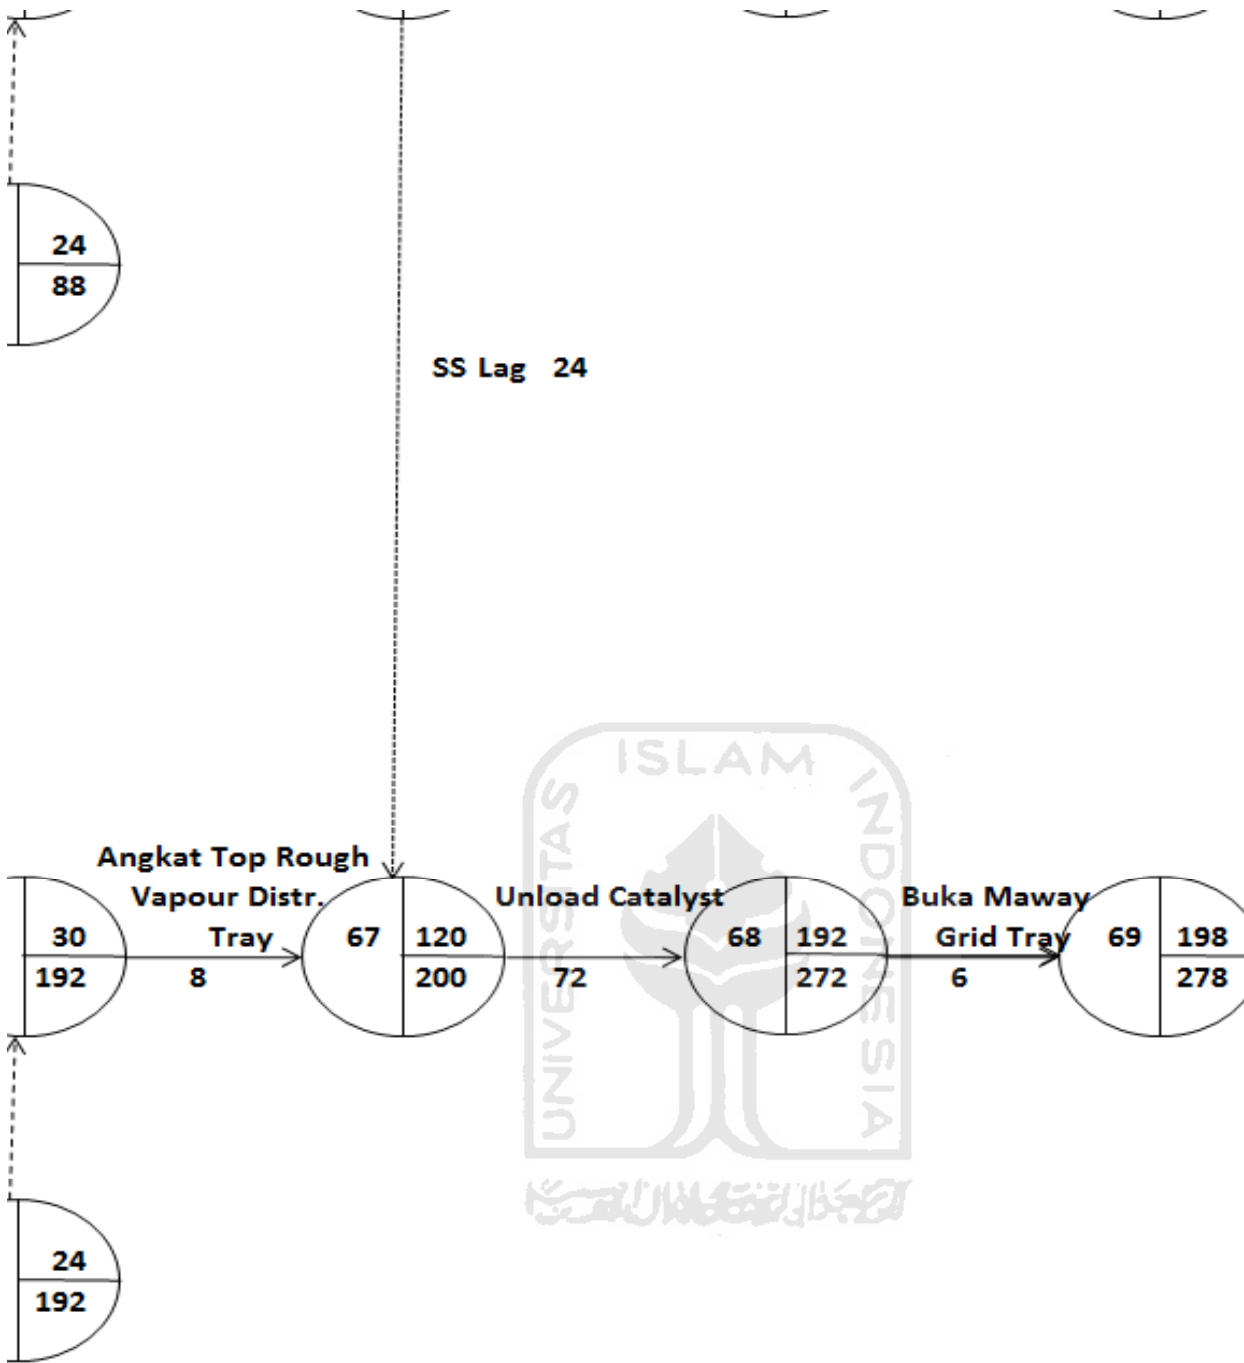 24
88
SS Lag 24
ISLAM
UNIVERSITAS
INDONESIA
Angkat Top Rough
Vapour Distr.
Tray
8
30
192
67
120
200
Unload Catalyst
72
68
192
272
Buka Maway
Grid Tray
6
69
198
278
24
192